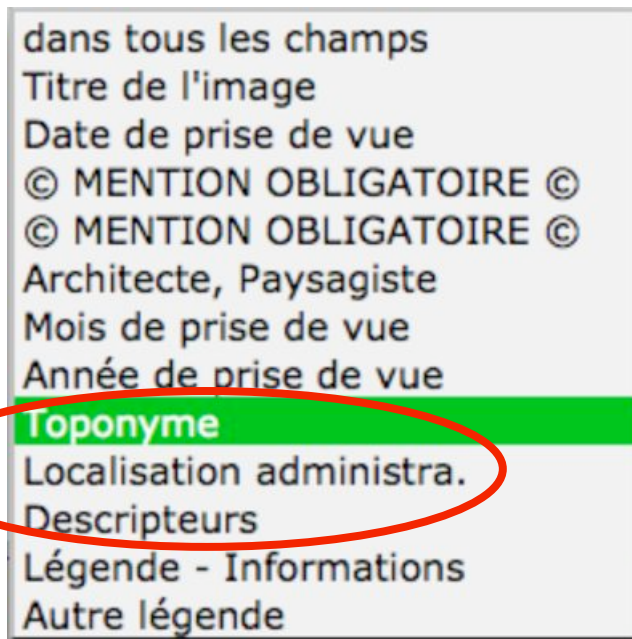 dans tous les champs
Titre de l'image
Date de prise de vue
© MENTION OBLIGATOIRE ©
© MENTION OBLIGATOIRE ©
Architecte, Paysagiste
Mois de prise de vue
Année de prise de vue
Toponyme
Localisation administra.
Descripteurs
Légende - Informations
Autre légende